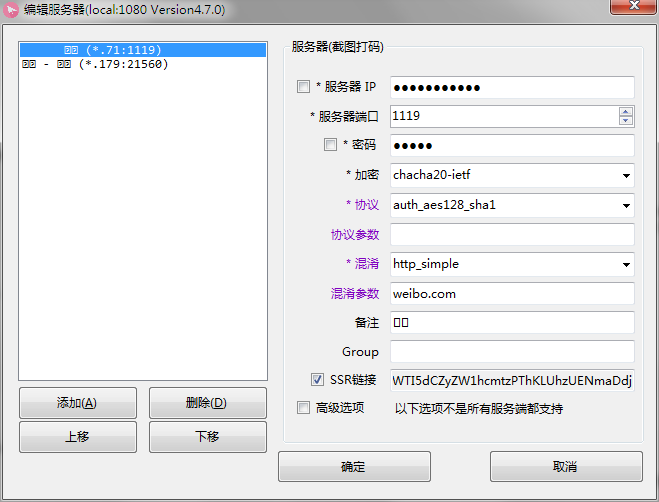 编辑服务器(local:1080 Version4.7.0)
(*.71:1119)
- (*.179:21560)
添加(A)
删除(D)
上移
下移
服务器(截图打码)
* 服务器 IP ●●●●●●●●●●●
* 服务器端口 1119
* 密码 ●●●●●
* 加密 chacha20-ietf
* 协议 auth_aes128_sha1
协议参数
* 混淆 http_simple
混淆参数 weibo.com
备注
Group
SSR链接 WTI5dCZyZW1hcmtzPThKLUhzUENmaDdj
高级选项 以下选项不是所有服务端都支持
确定
取消